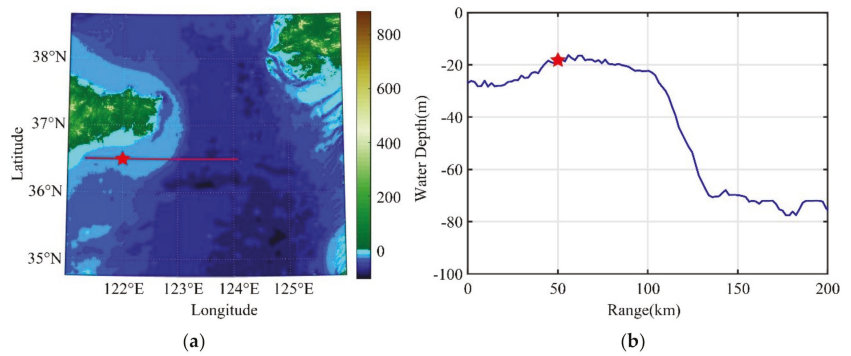 38°N
37°N
36°N
35°N
Latitude
122°E 123°E 124°E 125°E
Longitude
800
600
400
200
0
(a)
-0
-20
-40
-60
-80
-100
Water Depth(m)
0 50 100 150 200
Range(km)
(b)